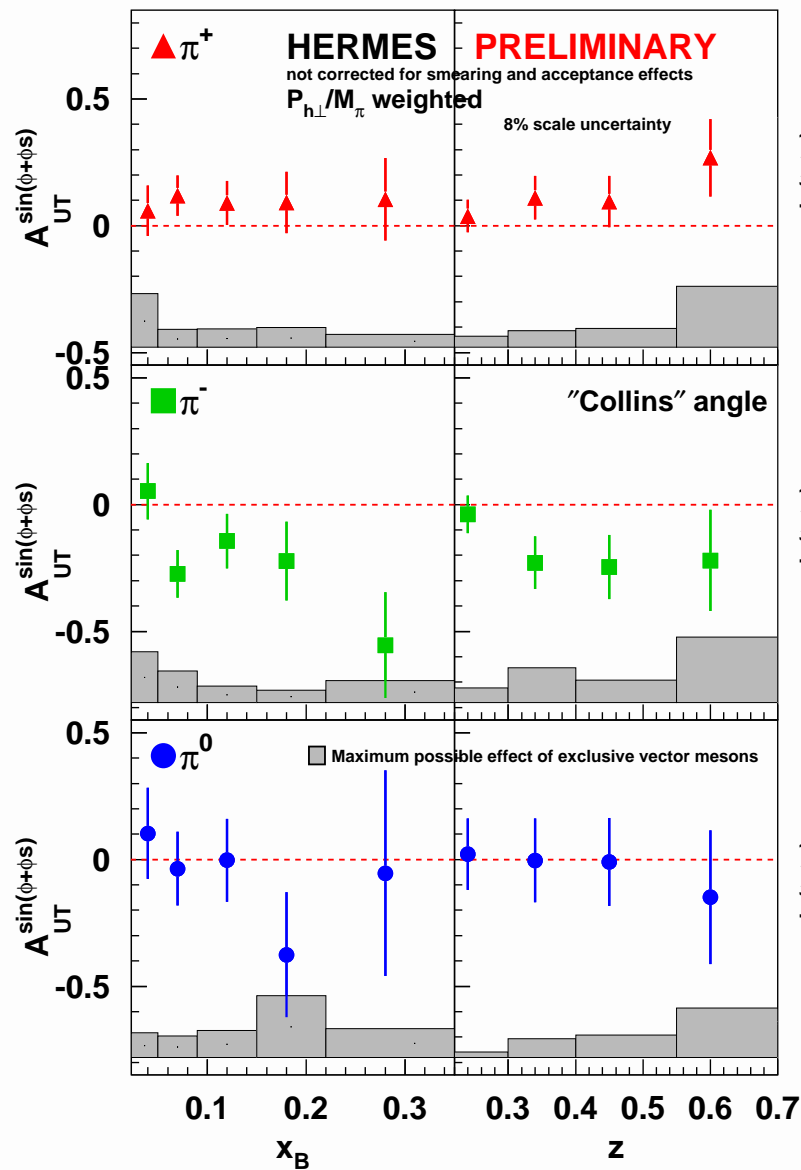 π+ HERMES PRELIMINARY
not corrected for smearing and acceptance effects
P_h⊥/M_π weighted
8% scale uncertainty
A_UT^sin(ϕ+ϕs)
0.5
0
-0.5
π-
"Collins" angle
A_UT^sin(ϕ+ϕs)
0.5
0
-0.5
π0
Maximum possible effect of exclusive vector mesons
A_UT^sin(ϕ+ϕs)
0.5
0
-0.5
0.1 0.2 0.3 0.3 0.4 0.5 0.6 0.7
x_B z